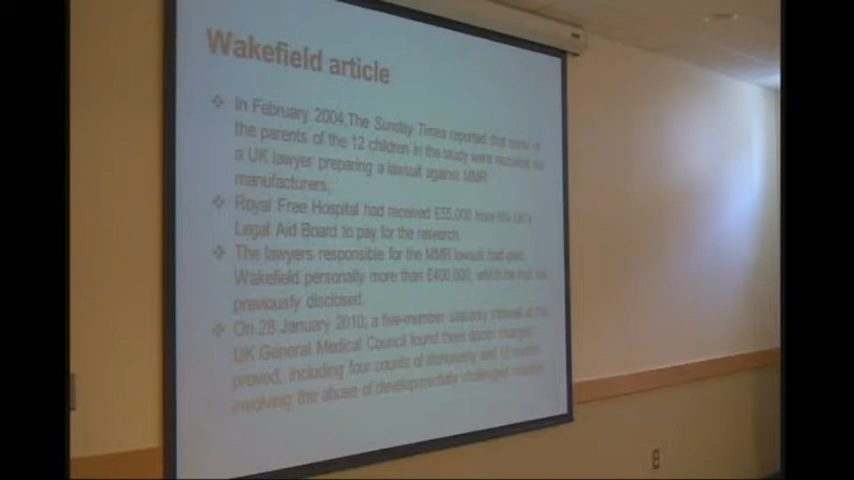 Wakefield article
In February 2004, The Sunday Times reported that some of
the parents of the 12 children in the study were recruited
a UK lawyer preparing a lawsuit against MMR
manufacturers;
Royal Free Hospital had received £55,000 from the UK's
Legal Aid Board to pay for the research.
The lawyers responsible for the MMR lawsuit had paid
Wakefield personally more than £400,000, which he had not
previously disclosed.
On 28 January 2010, a five-member statutory tribunal of the
UK General Medical Council found three dozen charges
proved, including four counts of dishonesty and 12 counts
involving the abuse of developmentally challenged children